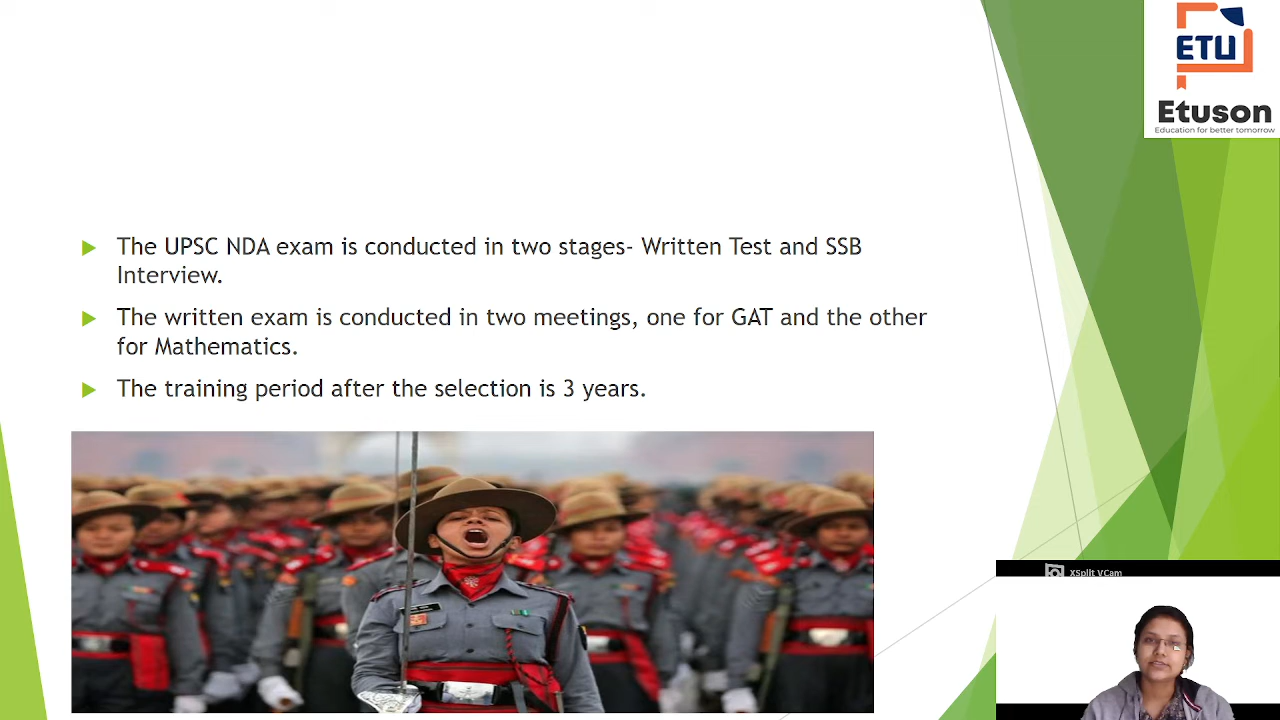 ETU
Etuson
Education for better tomorrow
The UPSC NDA exam is conducted in two stages- Written Test and SSB
Interview.
The written exam is conducted in two meetings, one for GAT and the other
for Mathematics.
The training period after the selection is 3 years.
XSplit VCam